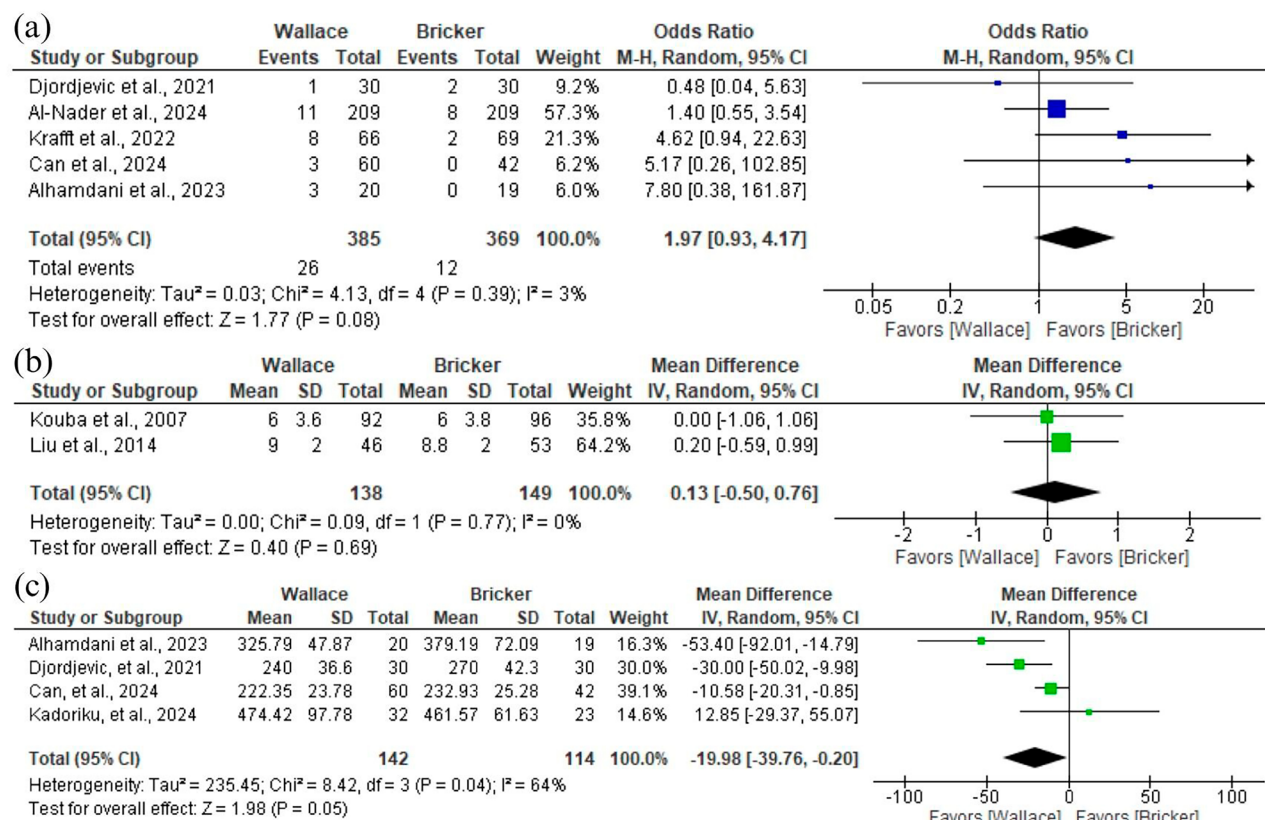 (a)
Wallace Bricker Odds Ratio Odds Ratio
Study or Subgroup Events Total Events Total Weight M-H, Random, 95% CI M-H, Random, 95% CI
Djordjevic et al., 2021 1 30 2 30 9.2% 0.48 [0.04, 5.63]
Al-Nader et al., 2024 11 209 8 209 57.3% 1.40 [0.55, 3.54]
Krafft et al., 2022 8 66 2 69 21.3% 4.62 [0.94, 22.63]
Can et al., 2024 3 60 0 42 6.2% 5.17 [0.26, 102.85]
Alhamdani et al., 2023 3 20 0 19 6.0% 7.80 [0.38, 161.87]
Total (95% CI) 385 369 100.0% 1.97 [0.93, 4.17]
Total events 26 12
Heterogeneity: Tau² = 0.03; Chi² = 4.13, df = 4 (P = 0.39); I² = 3%
Test for overall effect: Z = 1.77 (P = 0.08)
0.05 0.2 1 5 20
Favors [Wallace] Favors [Bricker]
(b)
Wallace Bricker Mean Difference Mean Difference
Study or Subgroup Mean SD Total Mean SD Total Weight IV, Random, 95% CI IV, Random, 95% CI
Kouba et al., 2007 6 3.6 92 6 3.8 96 35.8% 0.00 [-1.06, 1.06]
Liu et al., 2014 9 2 46 8.8 2 53 64.2% 0.20 [-0.59, 0.99]
Total (95% CI) 138 149 100.0% 0.13 [-0.50, 0.76]
Heterogeneity: Tau² = 0.00; Chi² = 0.09, df = 1 (P = 0.77); I² = 0%
Test for overall effect: Z = 0.40 (P = 0.69)
-2 -1 0 1 2
Favors [Wallace] Favors [Bricker]
(c)
Wallace Bricker Mean Difference Mean Difference
Study or Subgroup Mean SD Total Mean SD Total Weight IV, Random, 95% CI IV, Random, 95% CI
Alhamdani et al., 2023 325.79 47.87 20 379.19 72.09 19 16.3% -53.40 [-92.01, -14.79]
Djordjevic, et al., 2021 240 36.6 30 270 42.3 30 30.0% -30.00 [-50.02, -9.98]
Can, et al., 2024 222.35 23.78 60 232.93 25.28 42 39.1% -10.58 [-20.31, -0.85]
Kadoriku, et al., 2024 474.42 97.78 32 461.57 61.63 23 14.6% 12.85 [-29.37, 55.07]
Total (95% CI) 142 114 100.0% -19.98 [-39.76, -0.20]
Heterogeneity: Tau² = 235.45; Chi² = 8.42, df = 3 (P = 0.04); I² = 64%
Test for overall effect: Z = 1.98 (P = 0.05)
-100 -50 0 50 100
Favors [Wallace] Favors [Bricker]